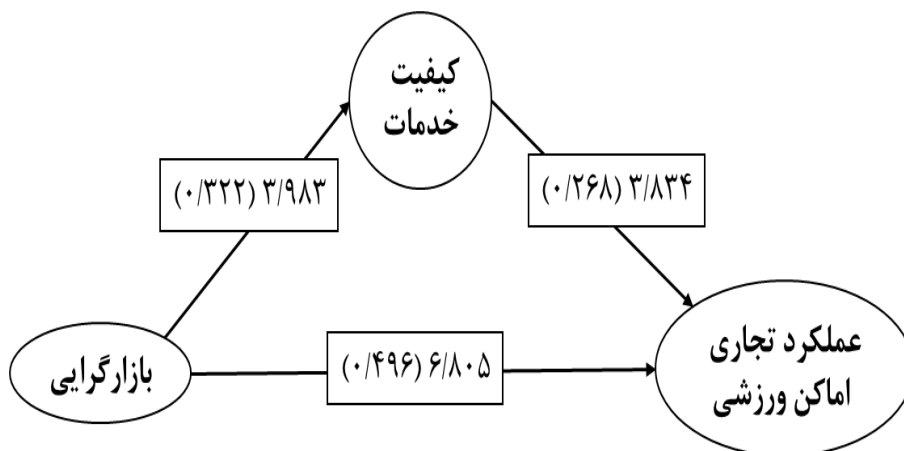 کیفیت
خدمات
۳/۹۸۳ (۰/۳۲۲)
۳/۸۳۴ (۰/۲۶۸)
بازارگرایی
۶/۸۰۵ (۰/۴۹۶)
عملکرد تجاری
اماکن ورزشی